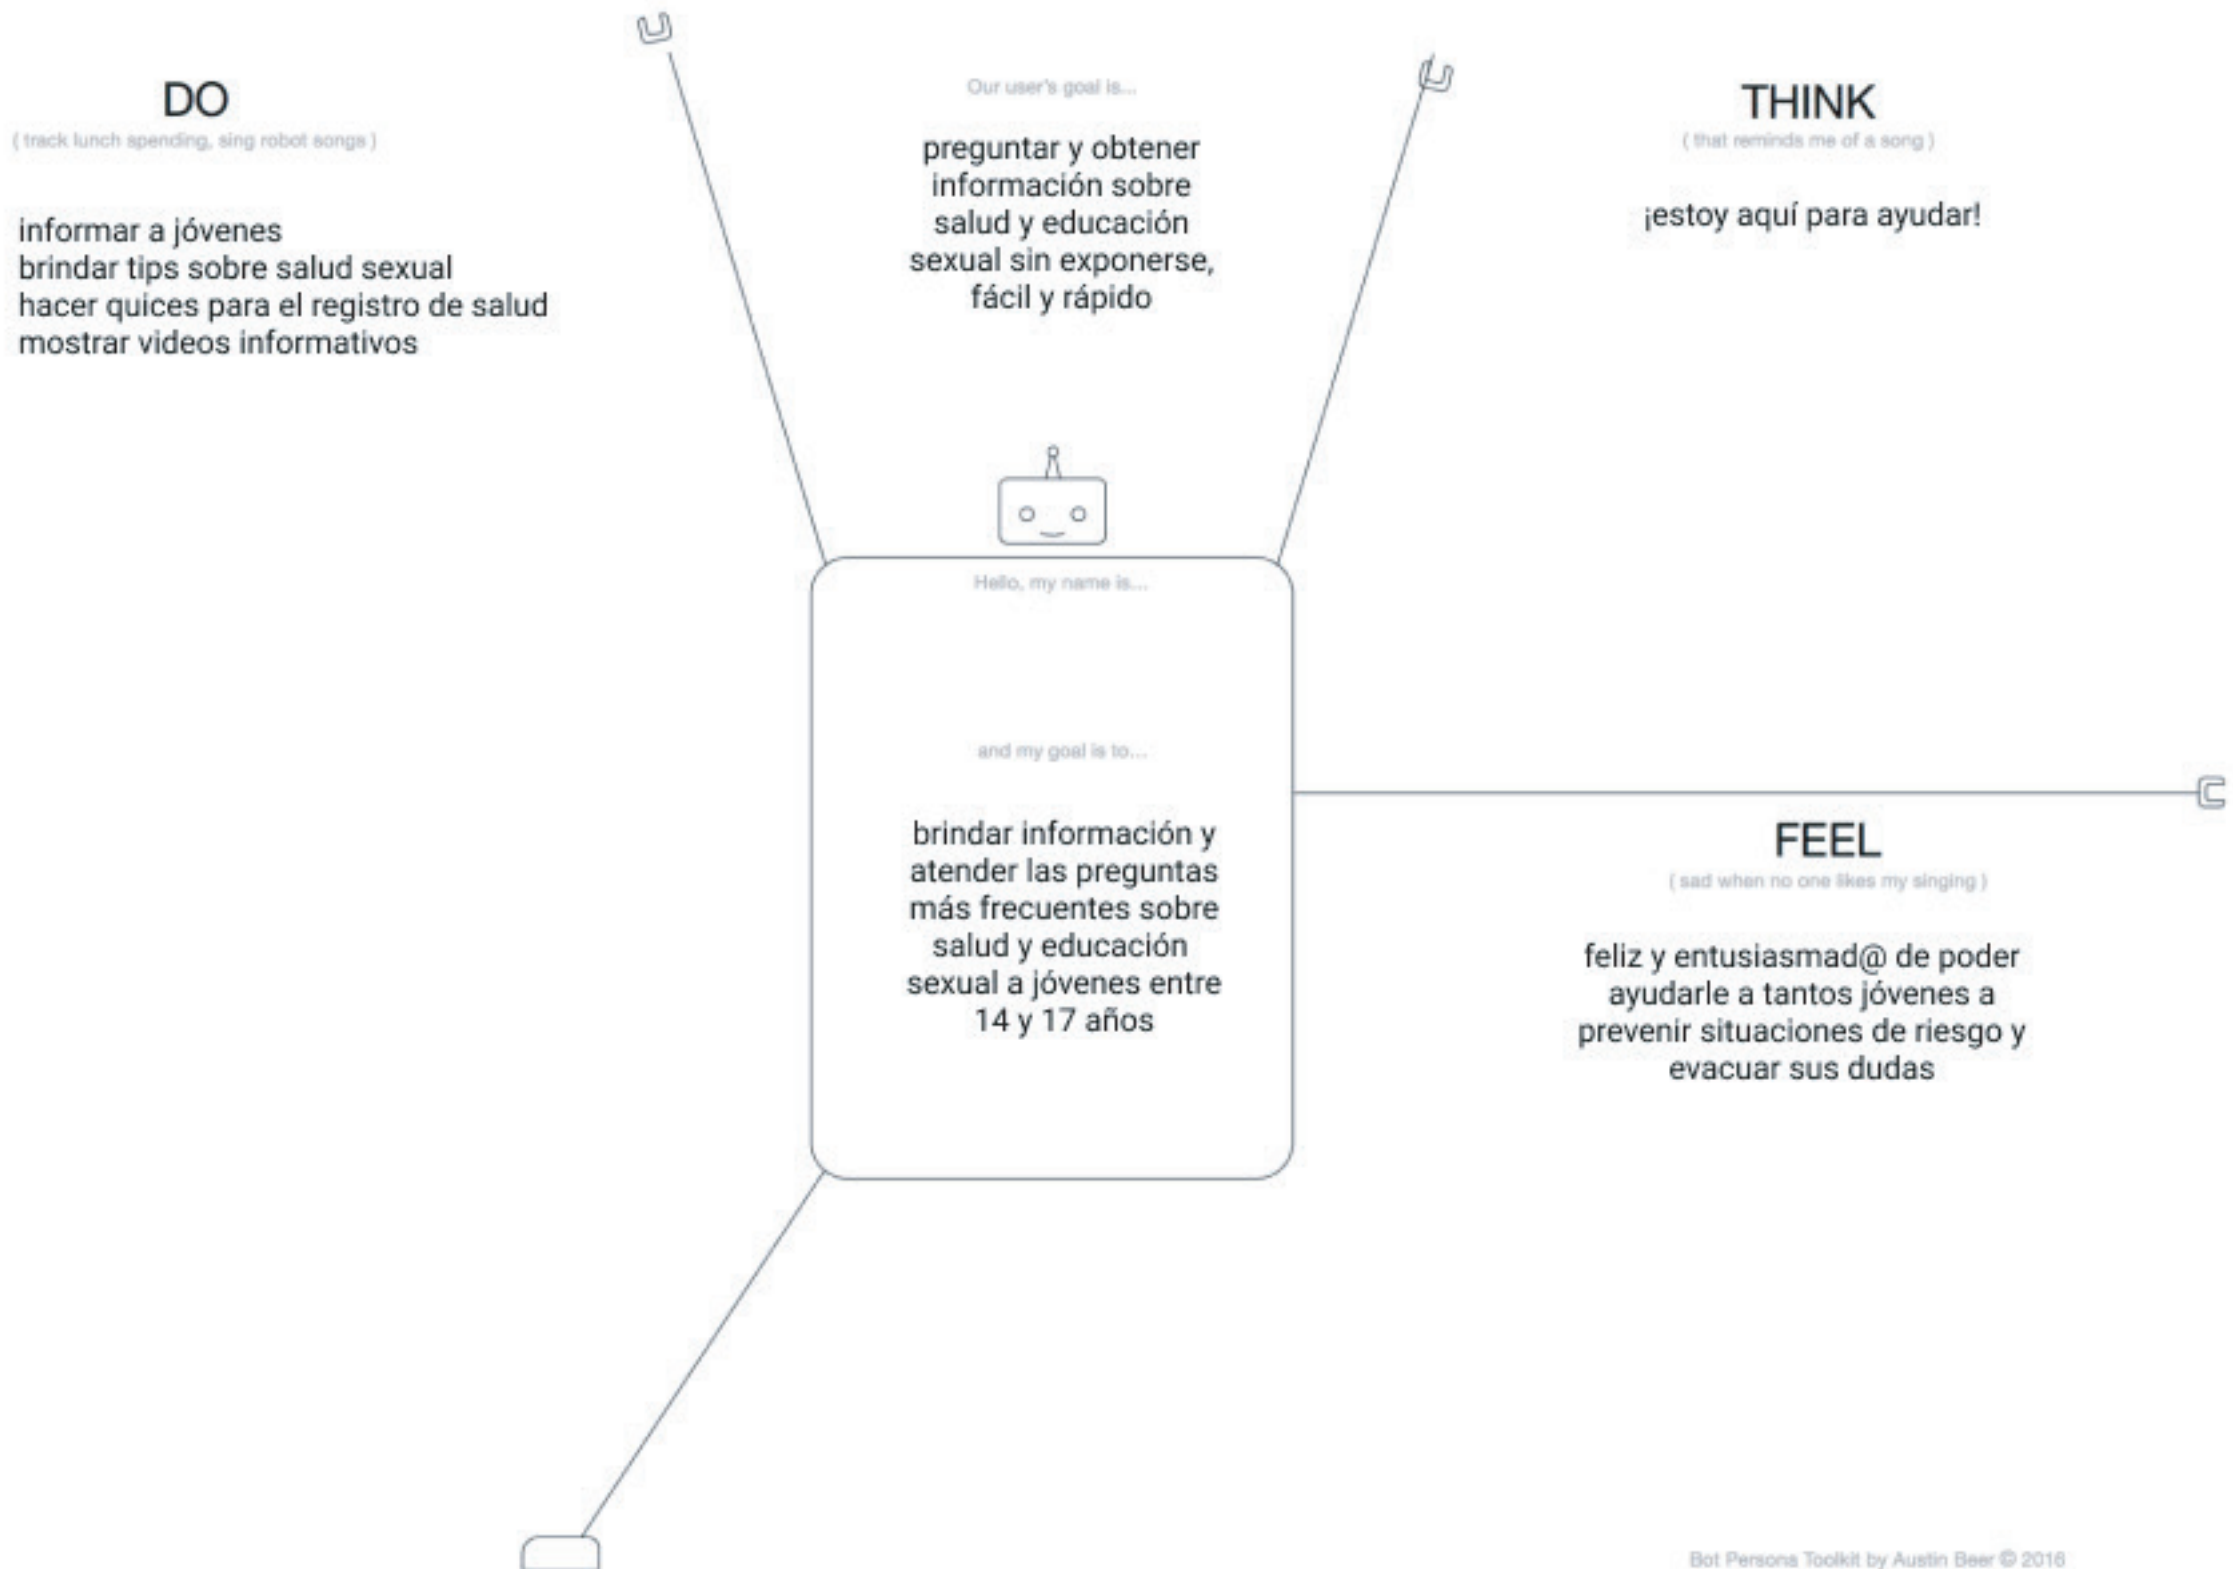 DO
( track lunch spending, sing robot songs )
informar a jóvenes
brindar tips sobre salud sexual
hacer quices para el registro de salud
mostrar videos informativos
Our user's goal is...
preguntar y obtener
información sobre
salud y educación
sexual sin exponerse,
fácil y rápido
THINK
( that reminds me of a song )
¡estoy aquí para ayudar!
Hello, my name is...
and my goal is to...
brindar información y
atender las preguntas
más frecuentes sobre
salud y educación
sexual a jóvenes entre
14 y 17 años
FEEL
( sad when no one likes my singing )
feliz y entusiasmad@ de poder
ayudarle a tantos jóvenes a
prevenir situaciones de riesgo y
evacuar sus dudas
Bot Persona Toolkit by Austin Beer © 2016